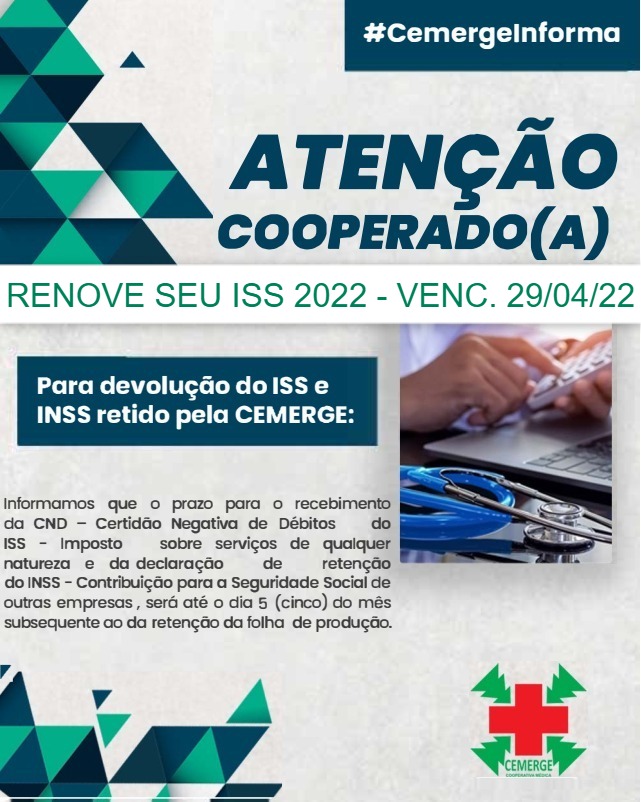 #CemergeInforma
ATENÇÃO
COOPERADO(A)
RENOVE SEU ISS 2022 - VENC. 29/04/22
Para devolução do ISS e
INSS retido pela CEMERGE:
Informamos que o prazo para o recebimento
da CND – Certidão Negativa de Débitos do
ISS - Imposto sobre serviços de qualquer
natureza e da declaração de retenção
do INSS - Contribuição para a Seguridade Social de
outras empresas , será até o dia 5 (cinco) do mês
subsequente ao da retenção da folha de produção.
CEMERGE
COOPERATIVA MÉDICA